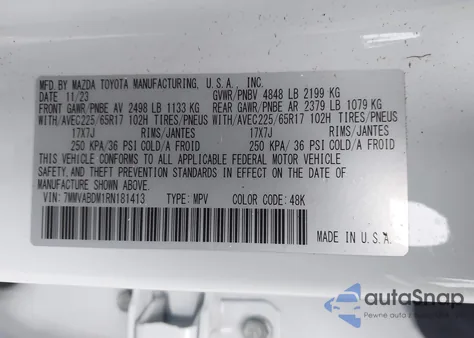 MFD. BY MAZDA TOYOTA MANUFACTURING, U.S.A., INC.
DATE 11/23 GVWR/PNBV 4848 LB 2199 KG
FRONT GAWR/PNBE AV 2498 LB 1133 KG REAR GAWR/PNBE AR 2379 LB 1079 KG
WITH/AVEC225/65R17 102H TIRES/PNEUS WITH/AVEC225/65R17 102H TIRES/PNEUS
17X7J RIMS/JANTES 17X7J RIMS/JANTES
250 KPA/36 PSI COLD/A FROID 250 KPA/36 PSI COLD/A FROID
THIS VEHICLE CONFORMS TO ALL APPLICABLE FEDERAL MOTOR VEHICLE
SAFETY, AND THEFT PREVENTION STANDARDS IN EFFECT ON THE DATE OF
MANUFACTURE SHOWN ABOVE.
VIN: 7MMVABDM1RN181413 TYPE: MPV COLOR: 48K
MADE IN U.S.A.
autoSnap
Pewne auto z